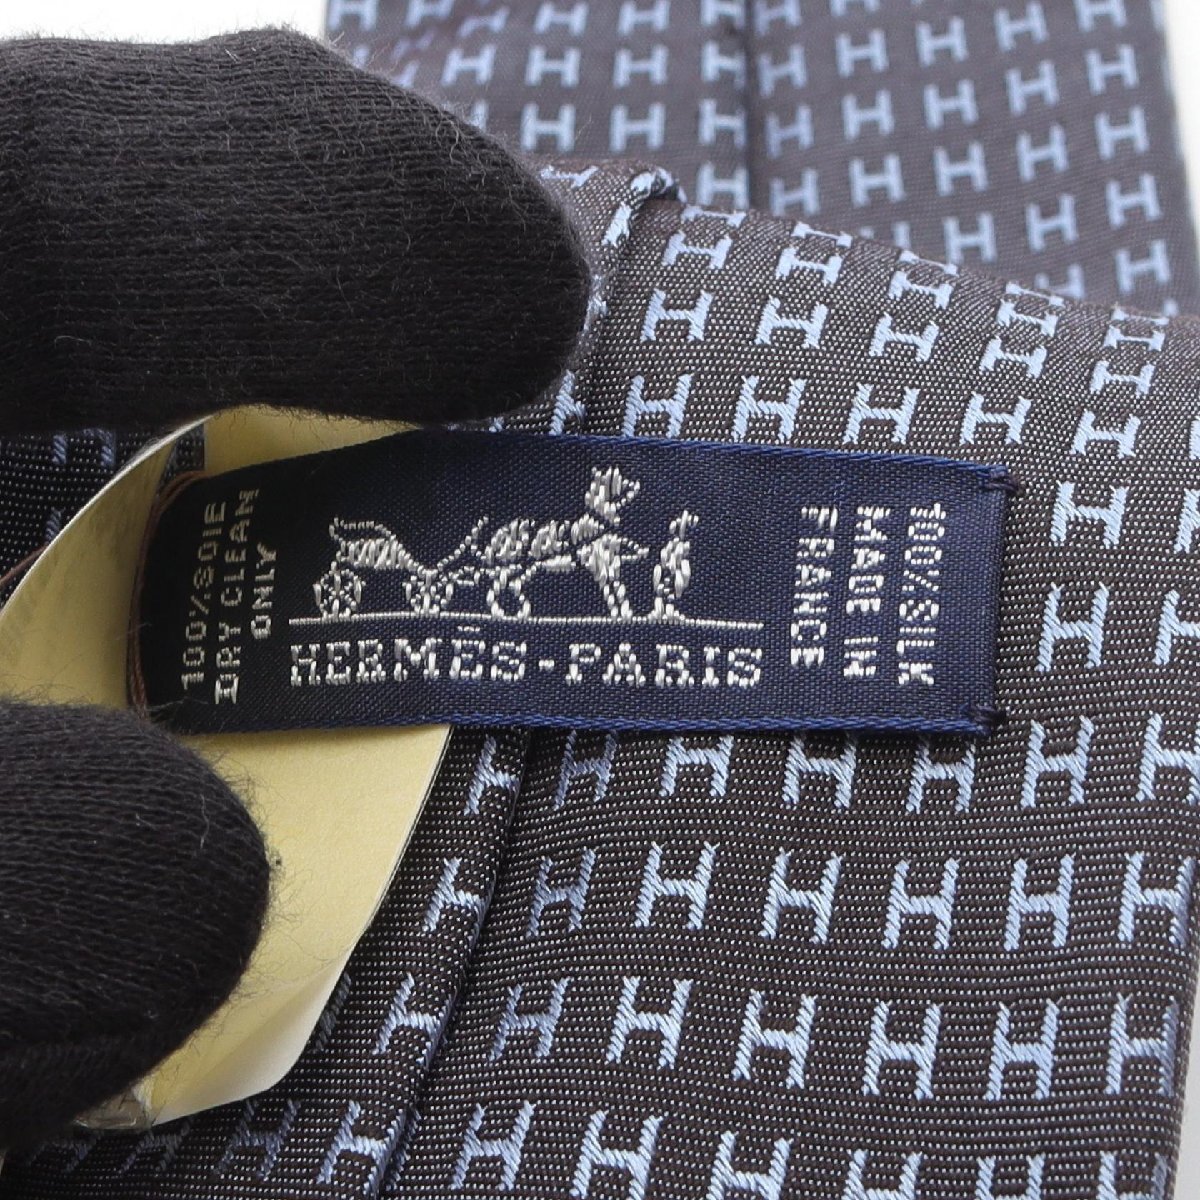 100% SOIE
DRY CLEAN
ONLY
HERMÈS-PARIS
100% SILK
MADE IN
FRANCE